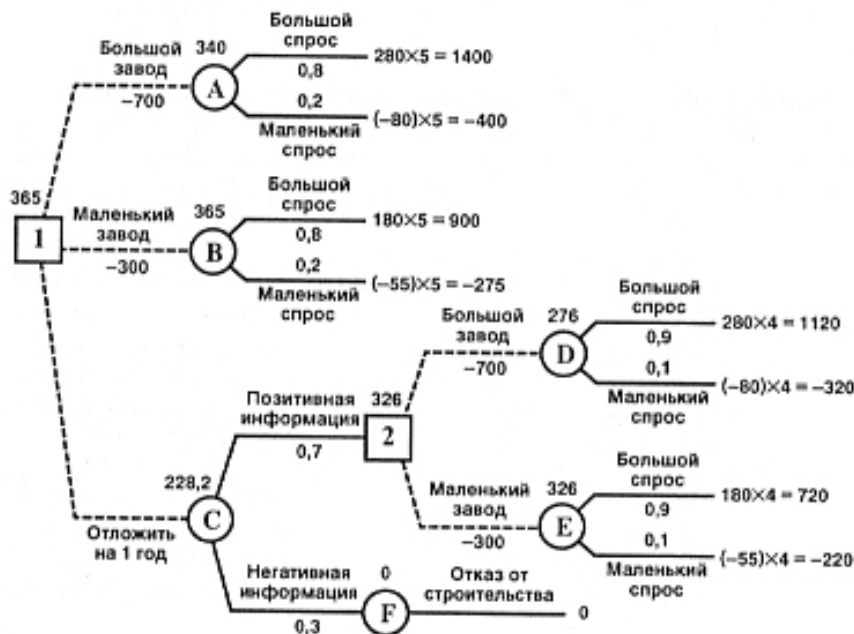 Большой
завод
−700
340
A
Большой
спрос
0,8
280×5 = 1400
0,2
Маленький
спрос
(−80)×5 = −400
365
1
Маленький
завод
−300
365
B
Большой
спрос
0,8
180×5 = 900
0,2
Маленький
спрос
(−55)×5 = −275
Отложить
на 1 год
228,2
C
Позитивная
информация
0,7
326
2
Большой
завод
−700
276
D
Большой
спрос
0,9
280×4 = 1120
0,1
Маленький
спрос
(−80)×4 = −320
Маленький
завод
−300
326
E
Большой
спрос
0,9
180×4 = 720
0,1
Маленький
спрос
(−55)×4 = −220
Негативная
информация
0,3
0
F
Отказ от
строительства
0